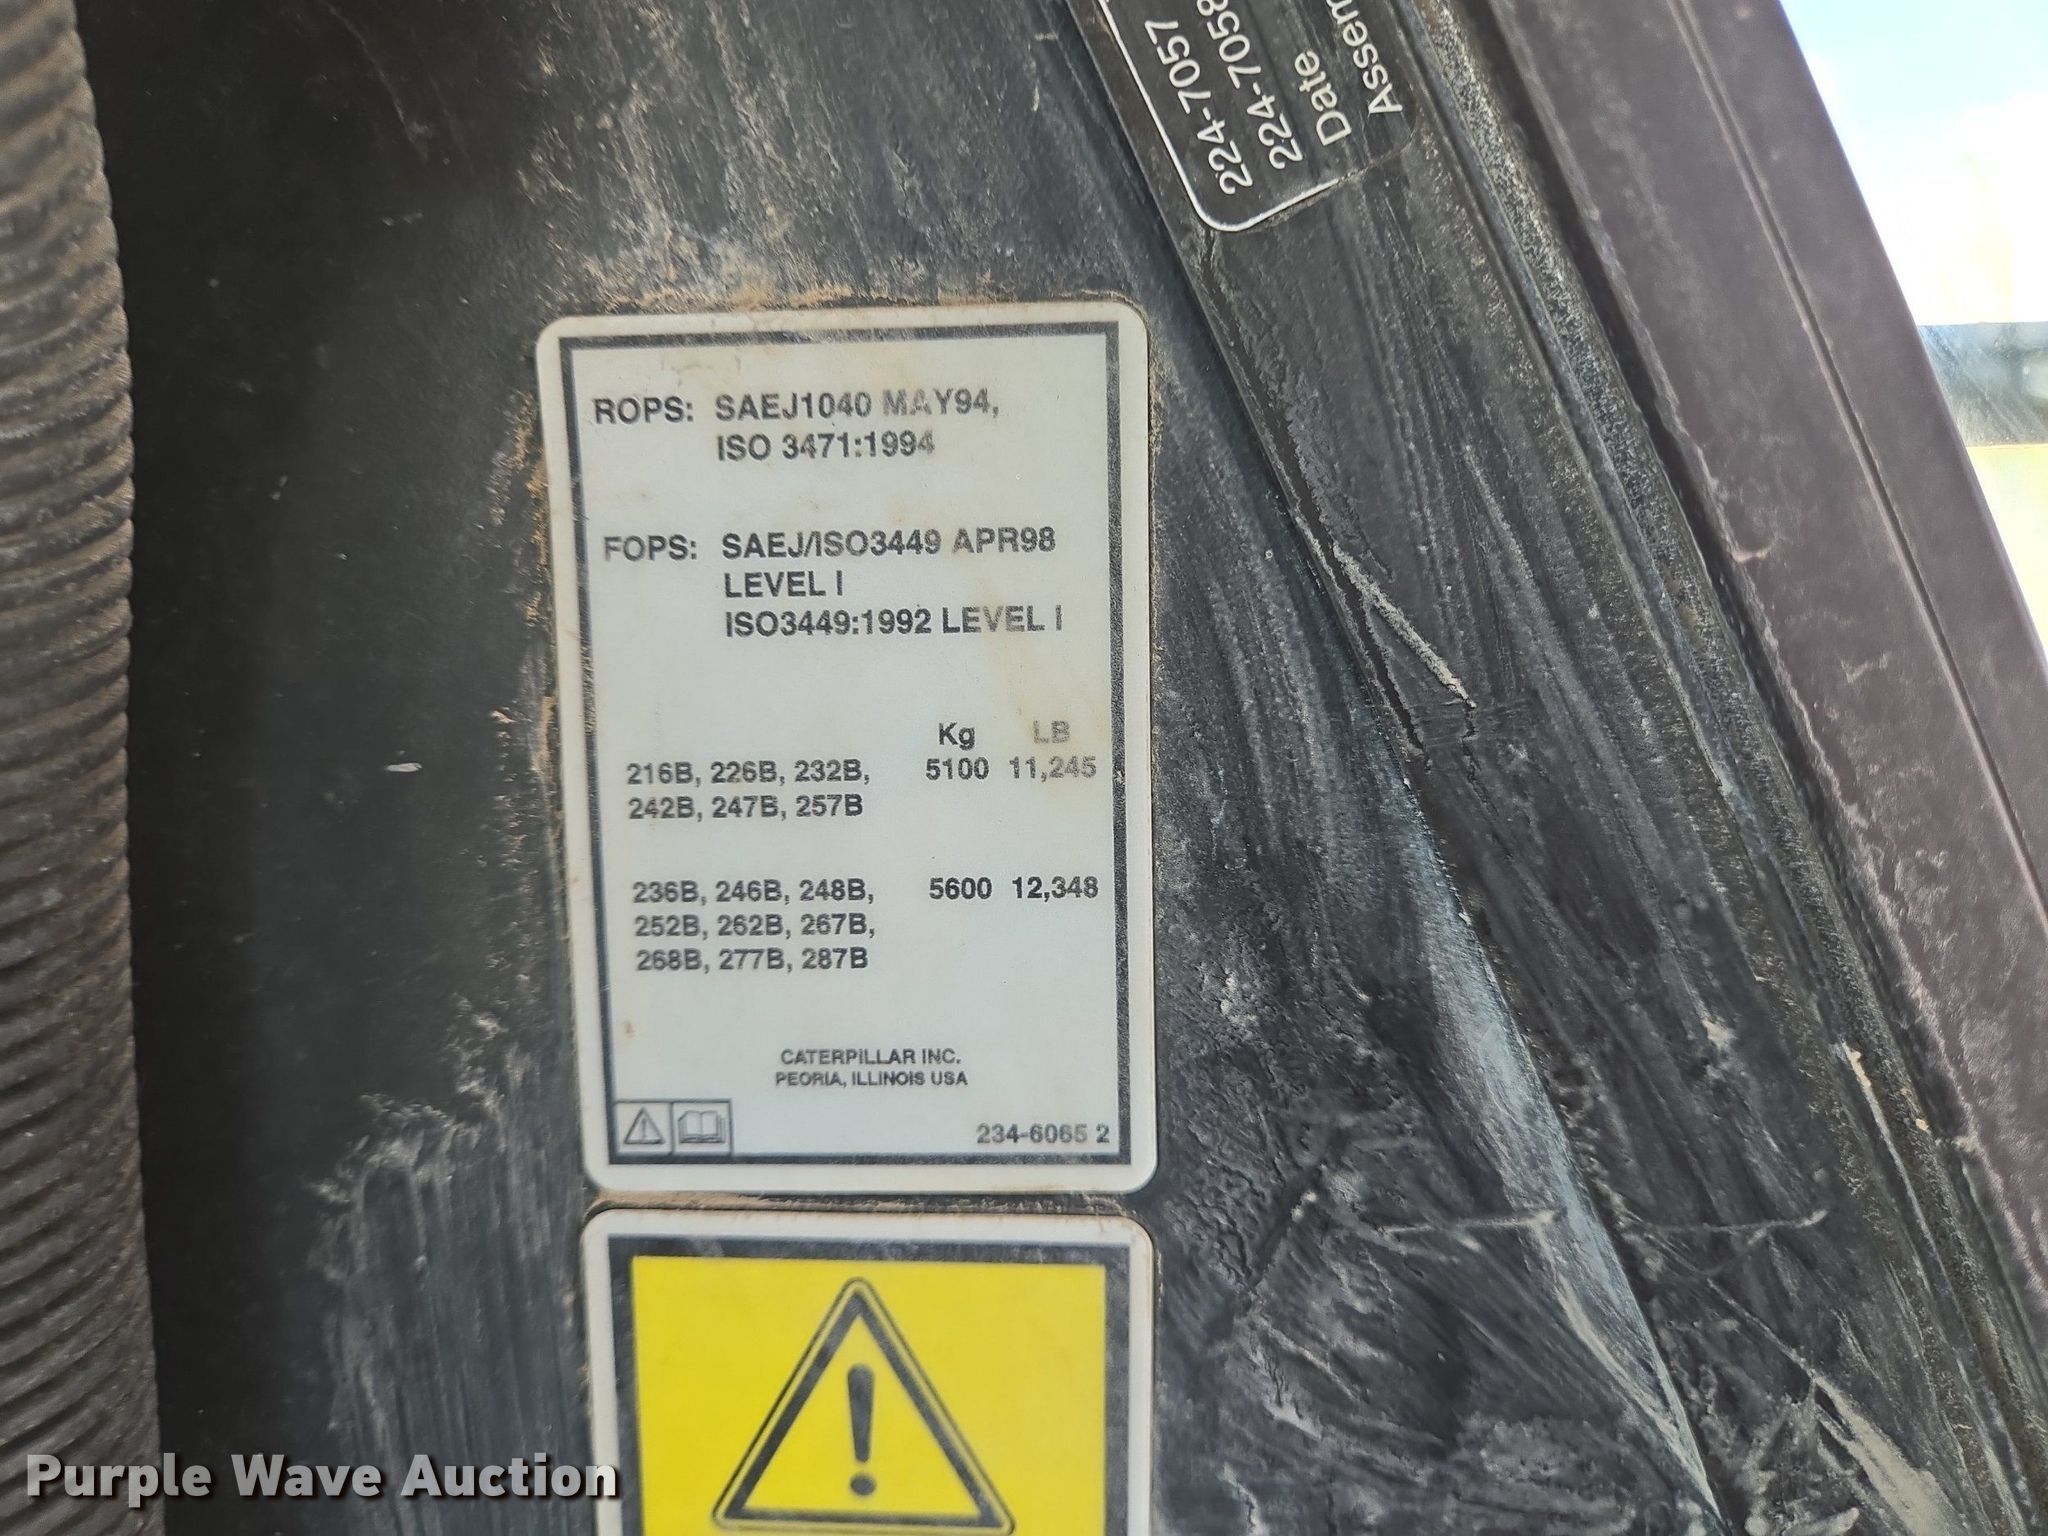 224-7057
224-7058
Date
ROPS: SAEJ1040 MAY94,
ISO 3471:1994
FOPS: SAEJ/ISO3449 APR98
LEVEL I
ISO3449:1992 LEVEL I
Kg LB
216B, 226B, 232B, 5100 11,245
242B, 247B, 257B
236B, 246B, 248B, 5600 12,348
252B, 262B, 267B,
268B, 277B, 287B
CATERPILLAR INC.
PEORIA, ILLINOIS USA
234-6065 2
Purple Wave Auction